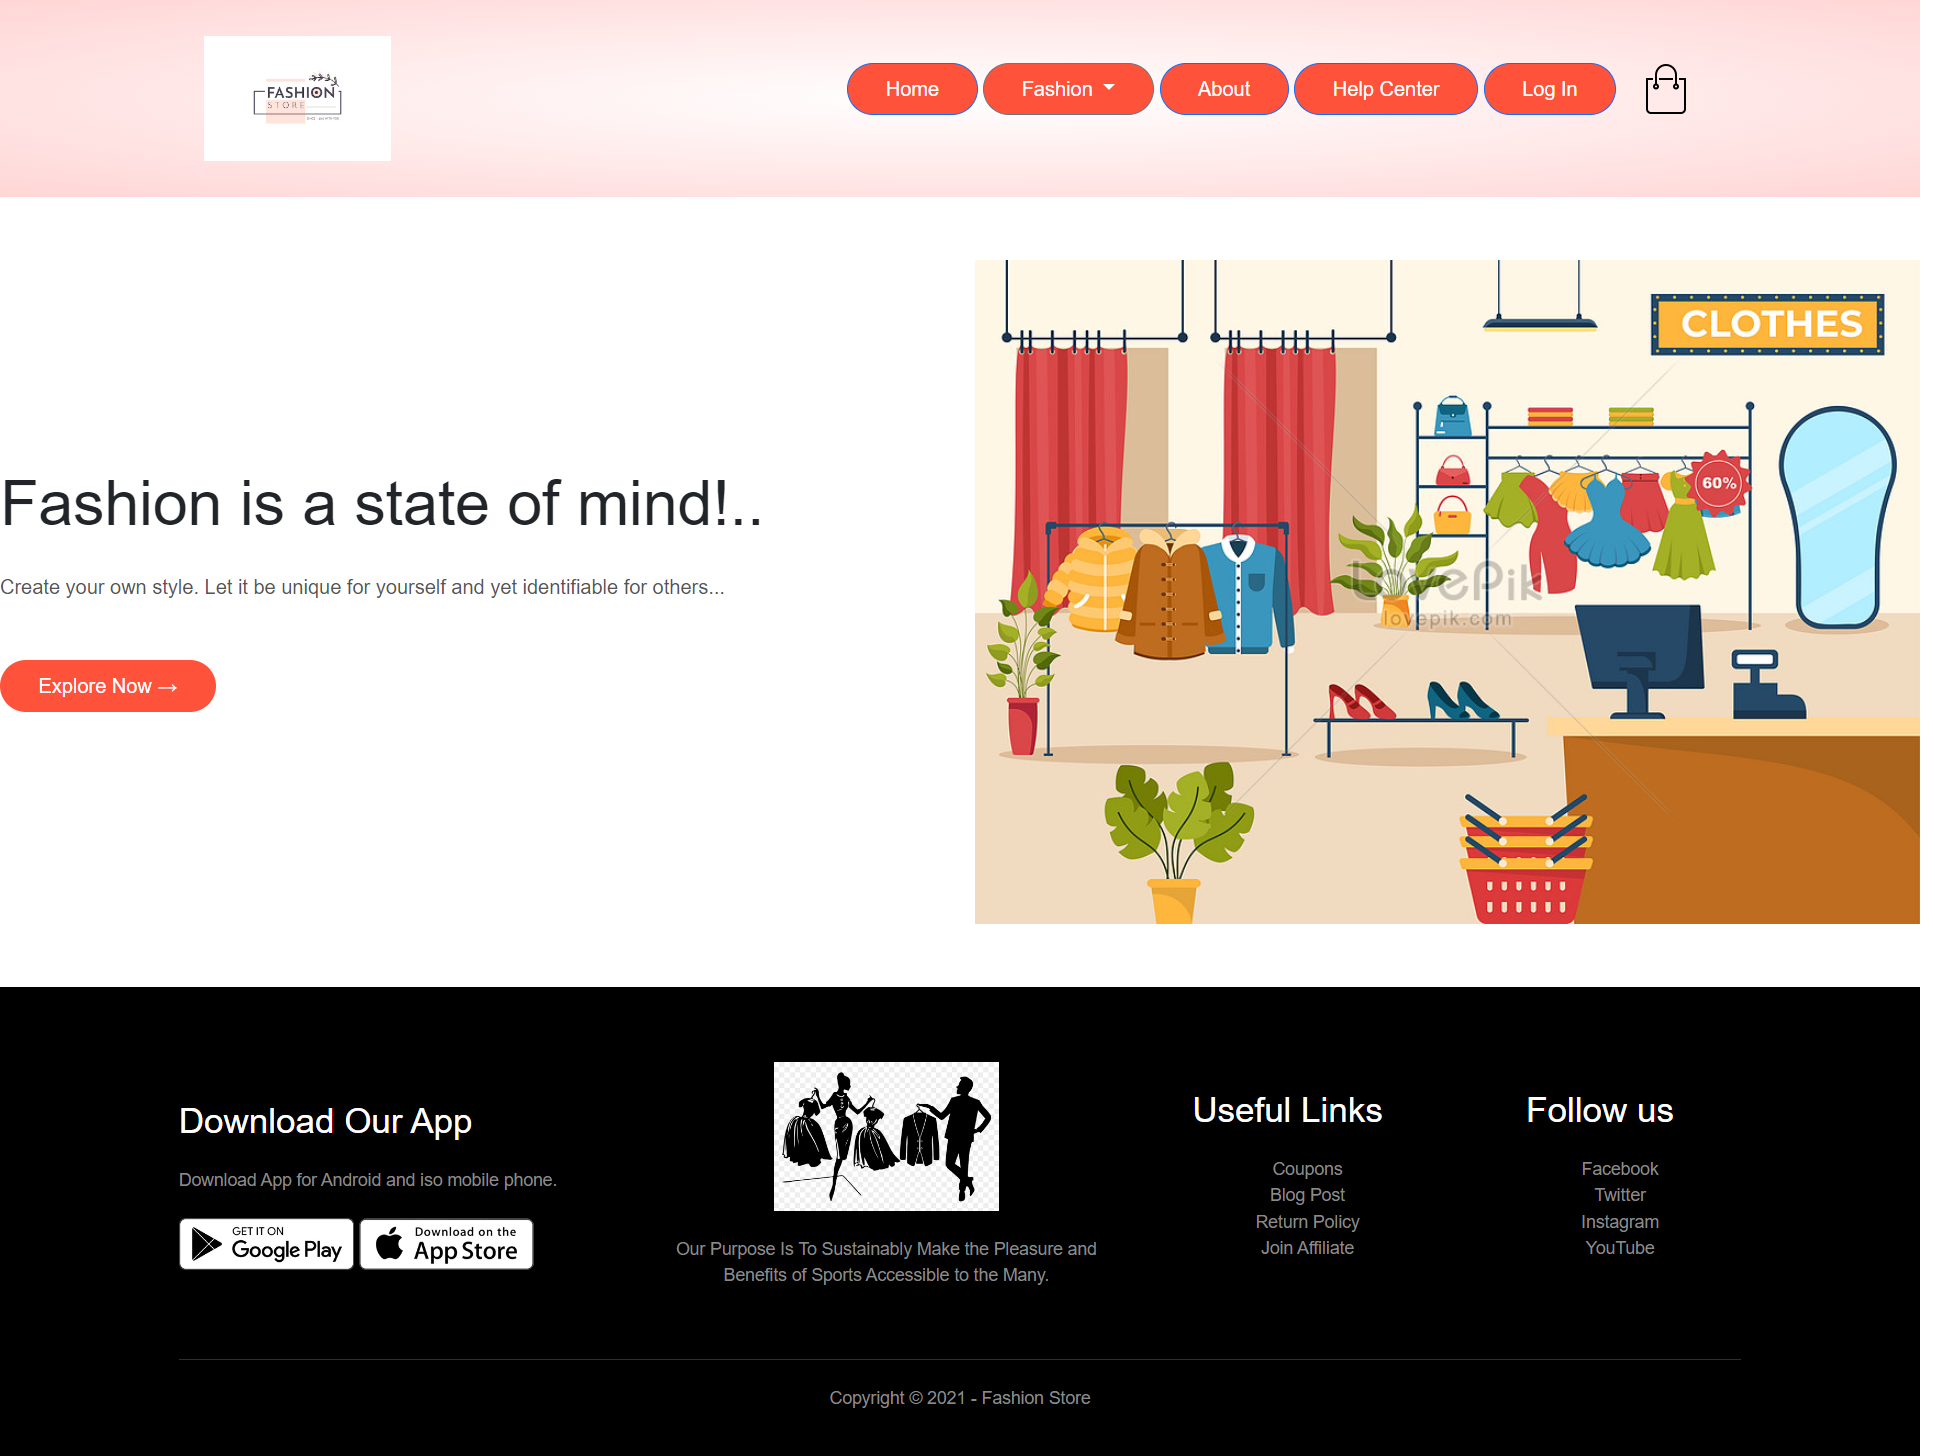 FASHION
STORE
Home
Fashion
About
Help Center
Log In
CLOTHES
60%
Fashion is a state of mind!..
Create your own style. Let it be unique for yourself and yet identifiable for others...
Explore Now →
LovePik
lovepik.com
Download Our App
Download App for Android and iso mobile phone.
GET IT ON
Google Play
Download on the
App Store
Our Purpose Is To Sustainably Make the Pleasure and
Benefits of Sports Accessible to the Many.
Useful Links
Coupons
Blog Post
Return Policy
Join Affiliate
Follow us
Facebook
Twitter
Instagram
YouTube
Copyright © 2021 - Fashion Store